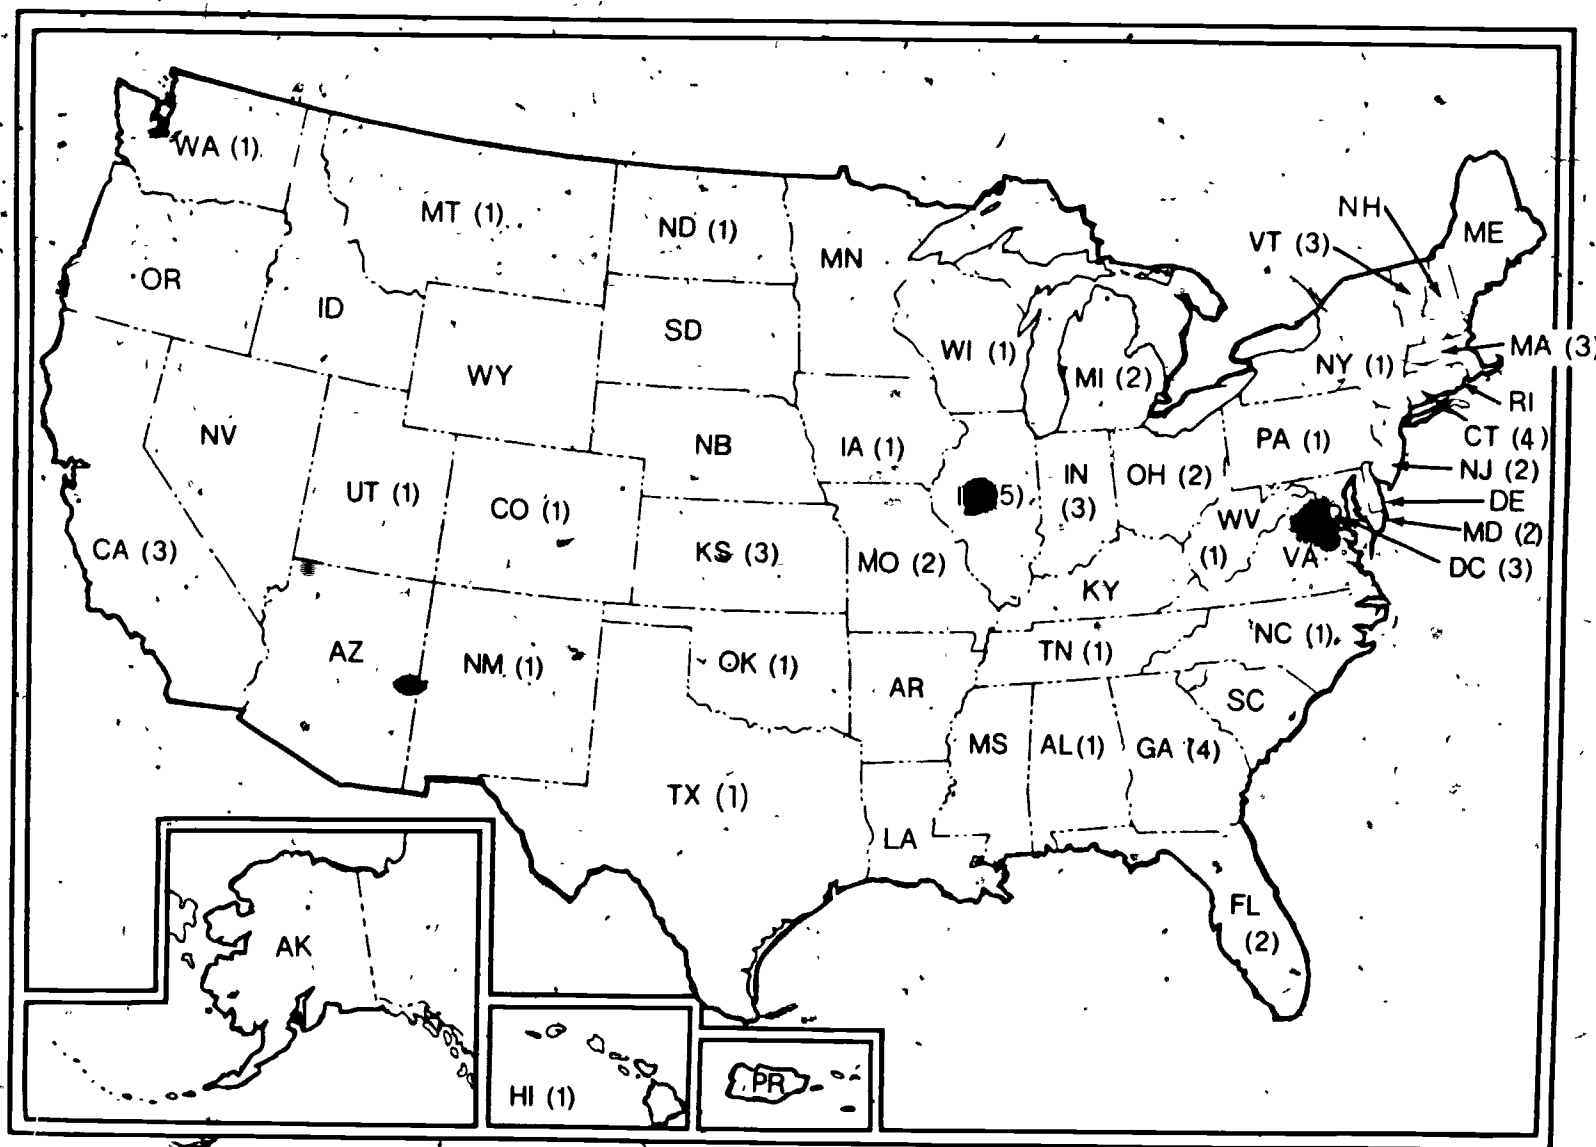 WA (1)
MT (1)
ND (1)
MN
NH
VT (3)
ME
OR
ID
SD
WY
WI (1)
MI (2)
NY (1)
MA (3)
RI
CT (4)
NJ (2)
DE
MD (2)
DC (3)
NV
UT (1)
CO (1)
NB
IA (1)
IN
(3)
OH (2)
PA (1)
5)
WV
(1)
VA
CA (3)
KS (3)
MO (2)
KY
AZ
NM (1)
OK (1)
AR
TN (1)
NC (1)
SC
MS
AL (1)
GA (4)
TX (1)
LA
FL
(2)
AK
HI (1)
PR